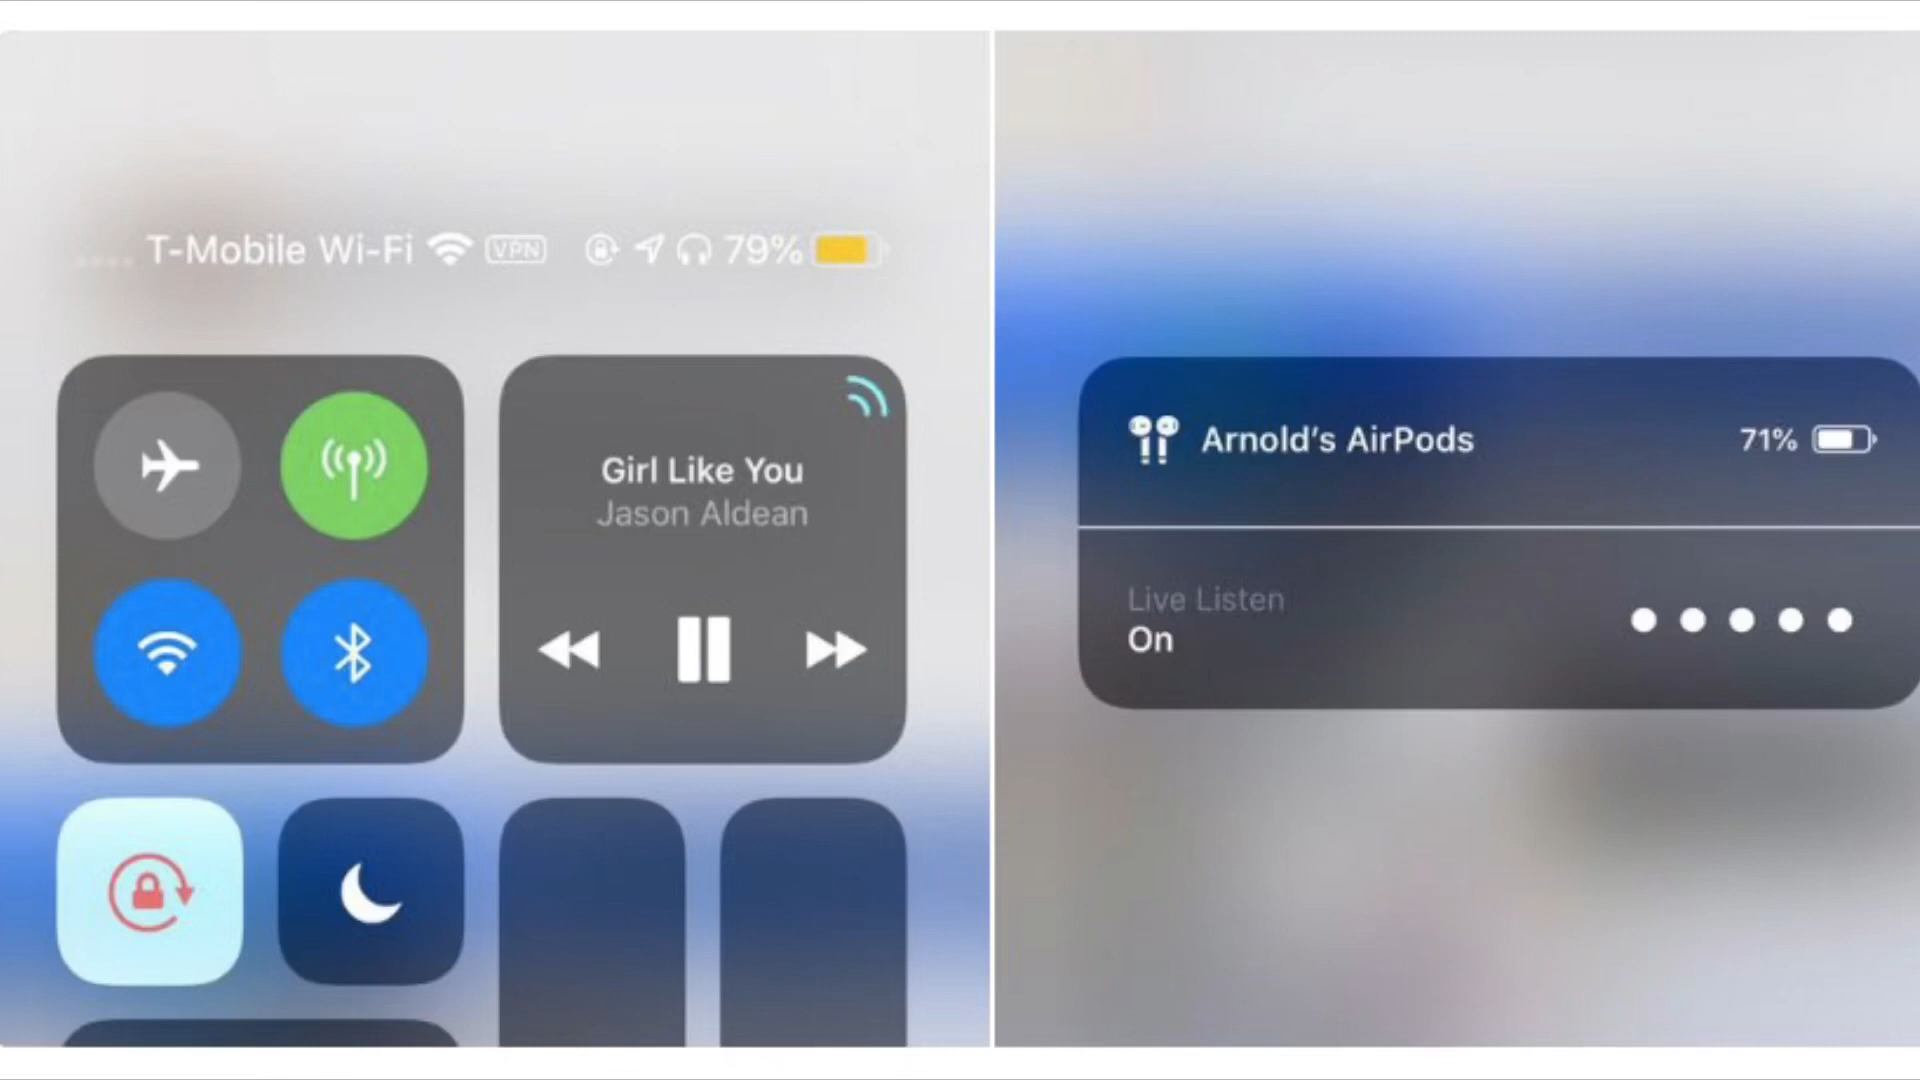 T-Mobile Wi-Fi VPN 79%
Girl Like You
Jason Aldean
Arnold's AirPods 71%
Live Listen
On